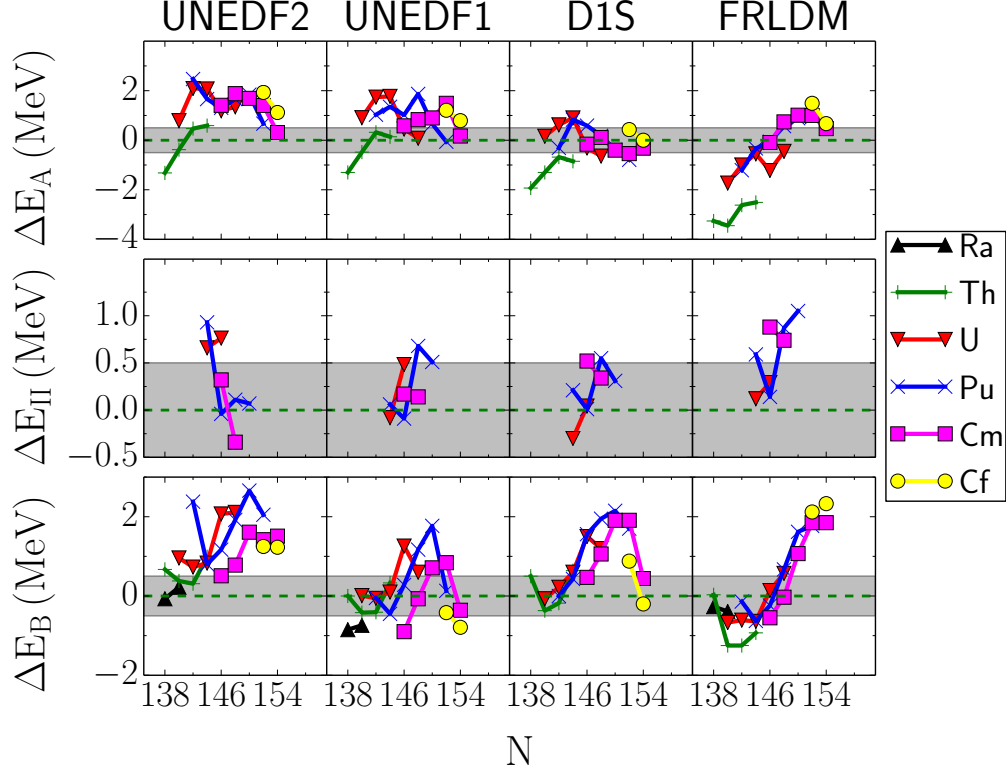 UNEDF2 UNEDF1 D1S FRLDM
ΔE_A (MeV)
2
0
−2
−4
ΔE_II (MeV)
1.0
0.5
0.0
−0.5
ΔE_B (MeV)
2
0
−2
138 146 154 138 146 154 138 146 154 138 146 154
N
Ra
Th
U
Pu
Cm
Cf